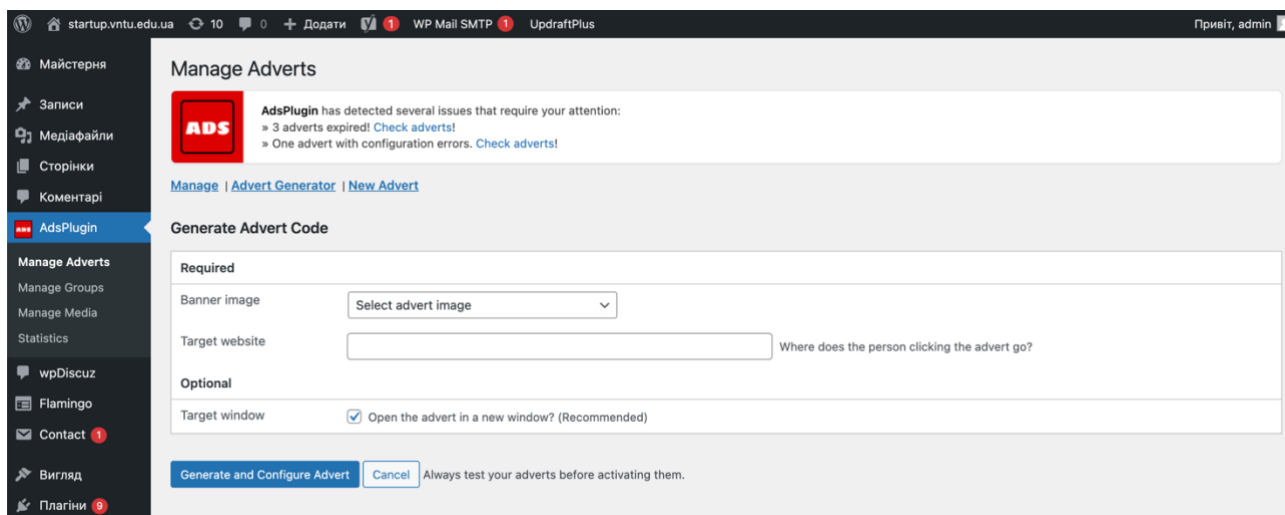 startup.vntu.edu.ua 10 0 + Додати 1 WP Mail SMTP 1 UpdraftPlus Привіт, admin
Майстерня
Записи
Медіафайли
Сторінки
Коментарі
ADS AdsPlugin
Manage Adverts
Manage Groups
Manage Media
Statistics
wpDiscuz
Flamingo
Contact 1
Вигляд
Плагіни 9
Manage Adverts
ADS
AdsPlugin has detected several issues that require your attention:
» 3 adverts expired! Check adverts!
» One advert with configuration errors. Check adverts!
Manage | Advert Generator | New Advert
Generate Advert Code
Required
Banner image Select advert image
Target website Where does the person clicking the advert go?
Optional
Target window Open the advert in a new window? (Recommended)
Generate and Configure Advert Cancel Always test your adverts before activating them.